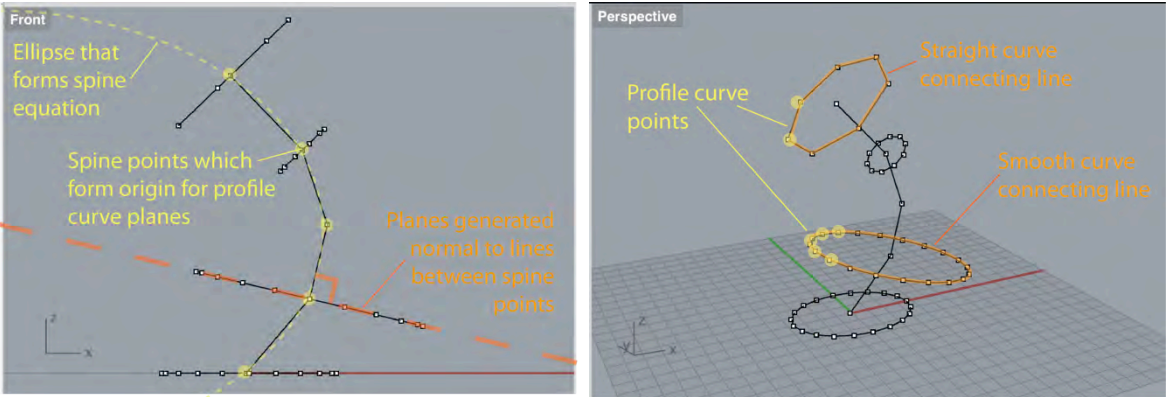 Front
Ellipse that
forms spine
equation
Spine points which
form origin for profile
curve planes
Planes generated
normal to lines
between spine
points
z
x
Perspective
Straight curve
connecting line
Profile curve
points
Smooth curve
connecting line
z
y
x